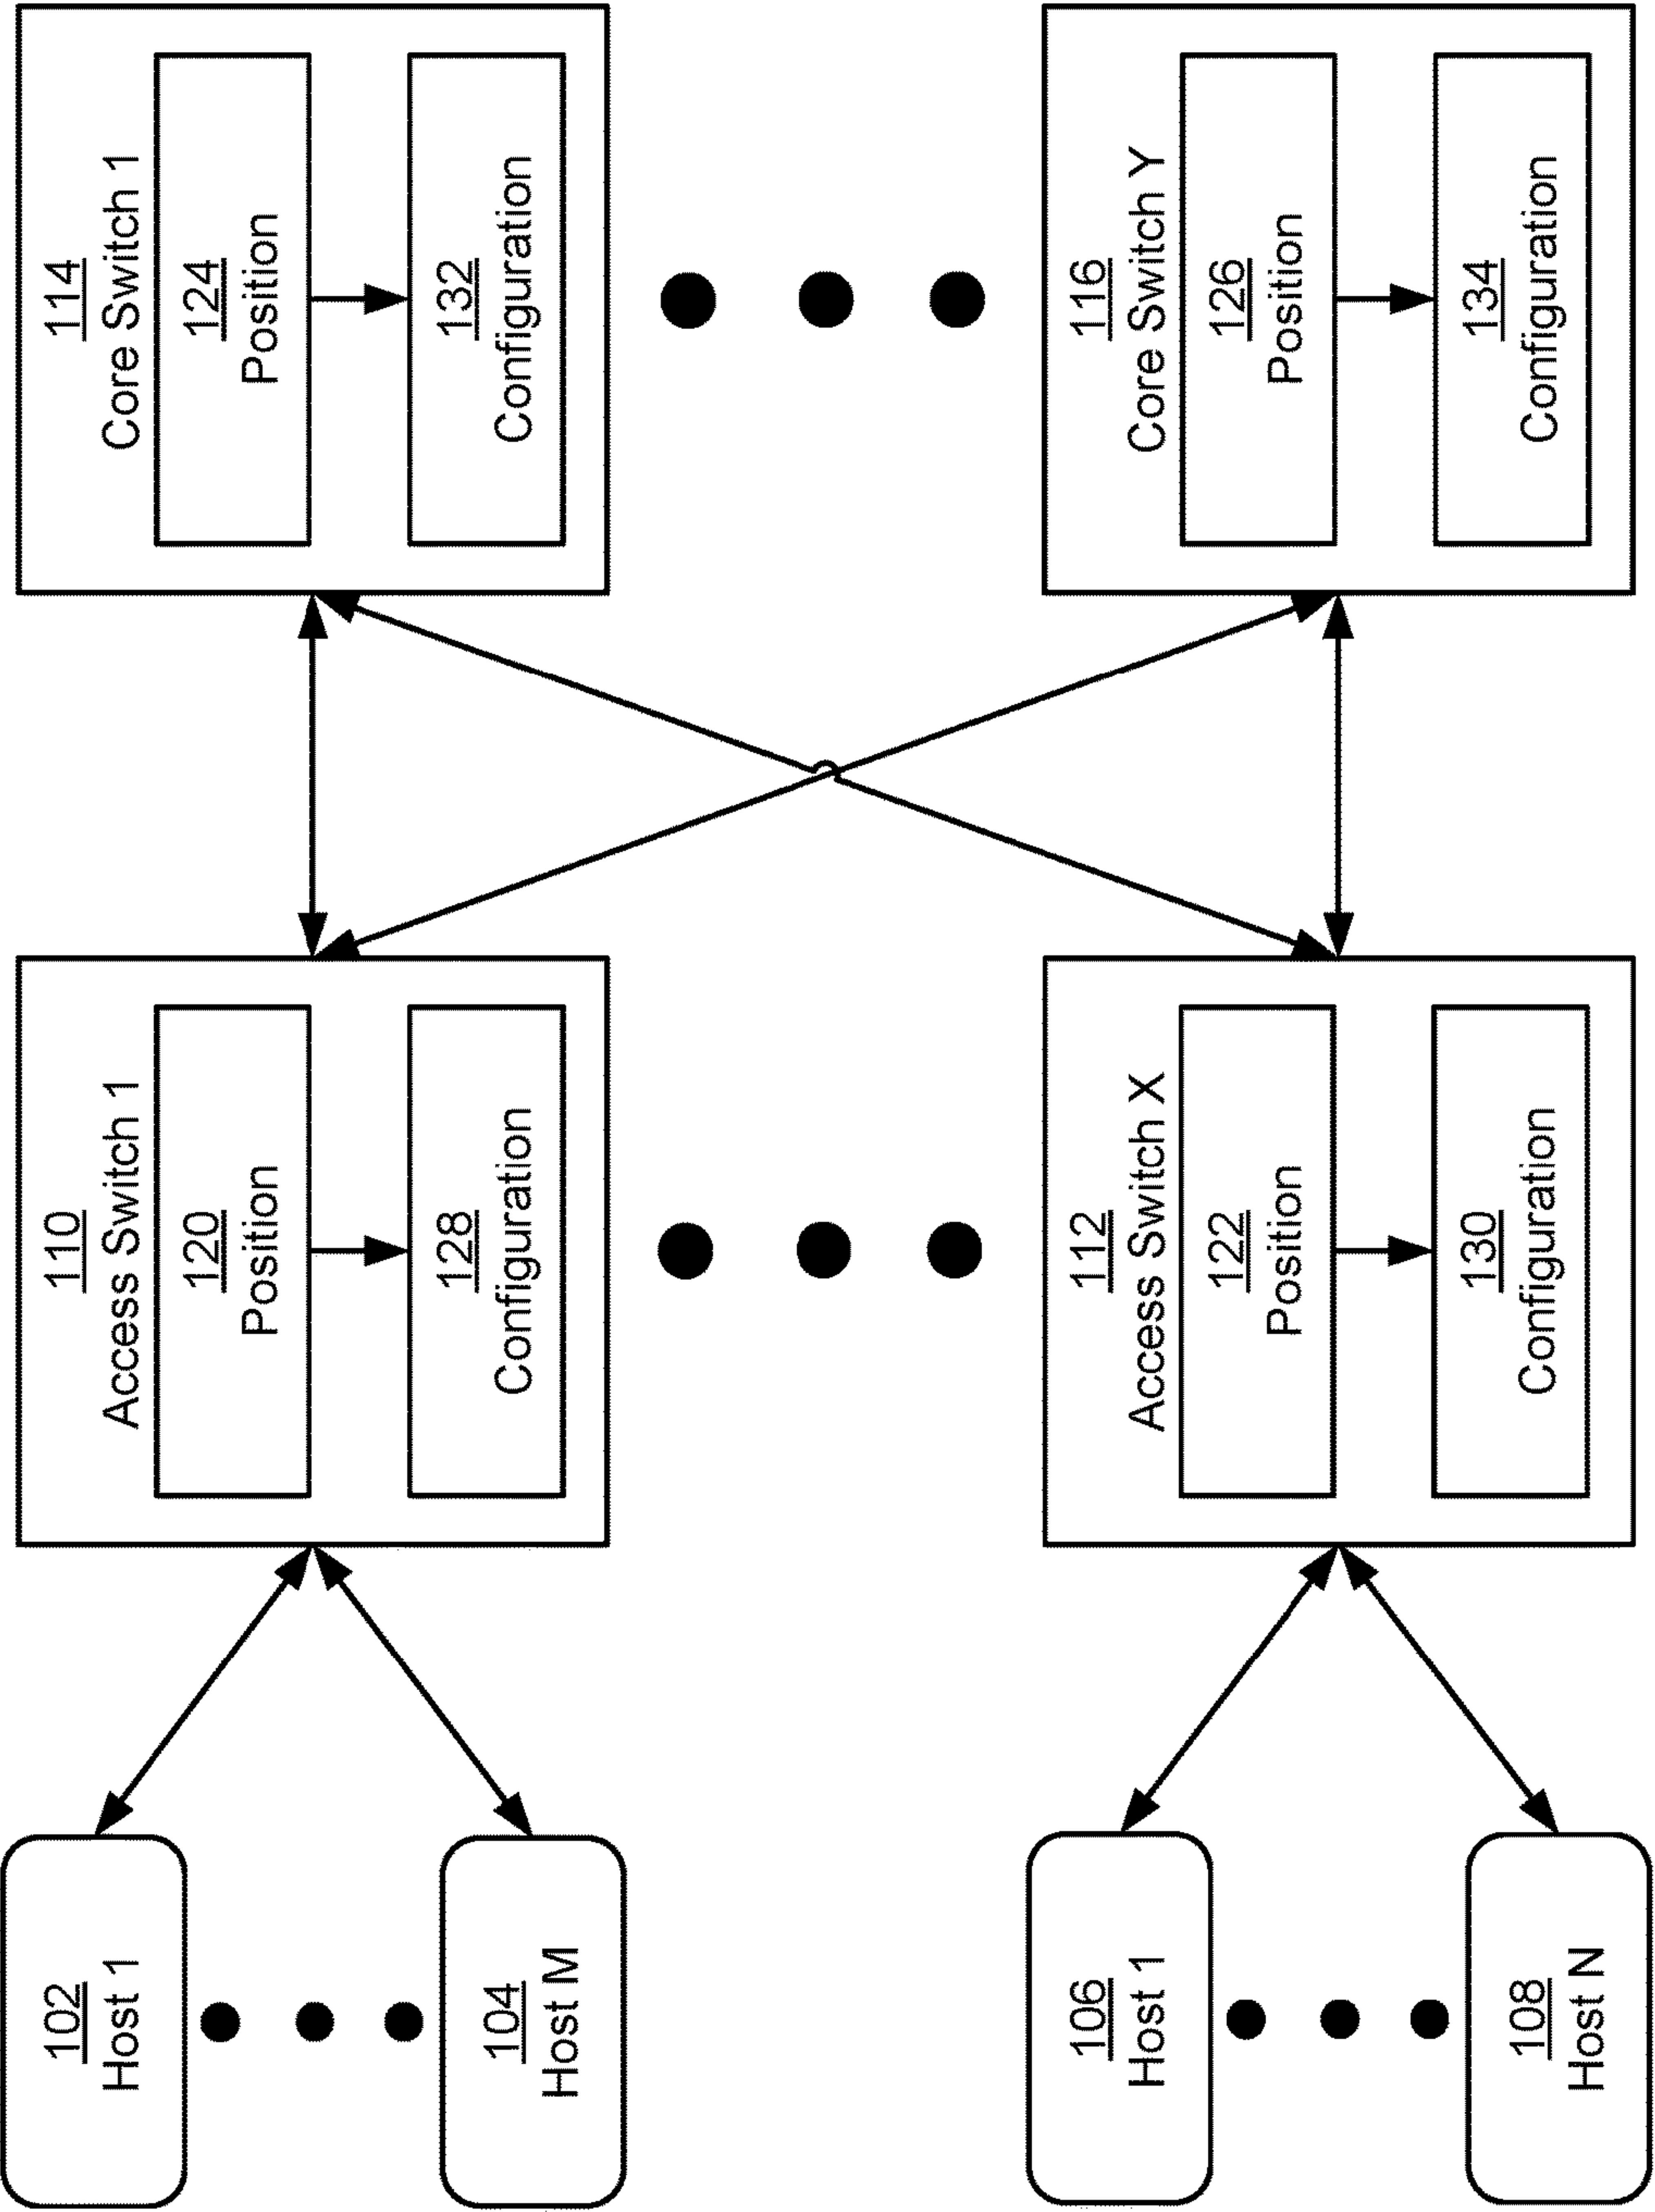 102
Host 1
104
Host M
106
Host 1
108
Host N
110
Access Switch 1
120
Position
128
Configuration
112
Access Switch X
122
Position
130
Configuration
114
Core Switch 1
124
Position
132
Configuration
116
Core Switch Y
126
Position
134
Configuration